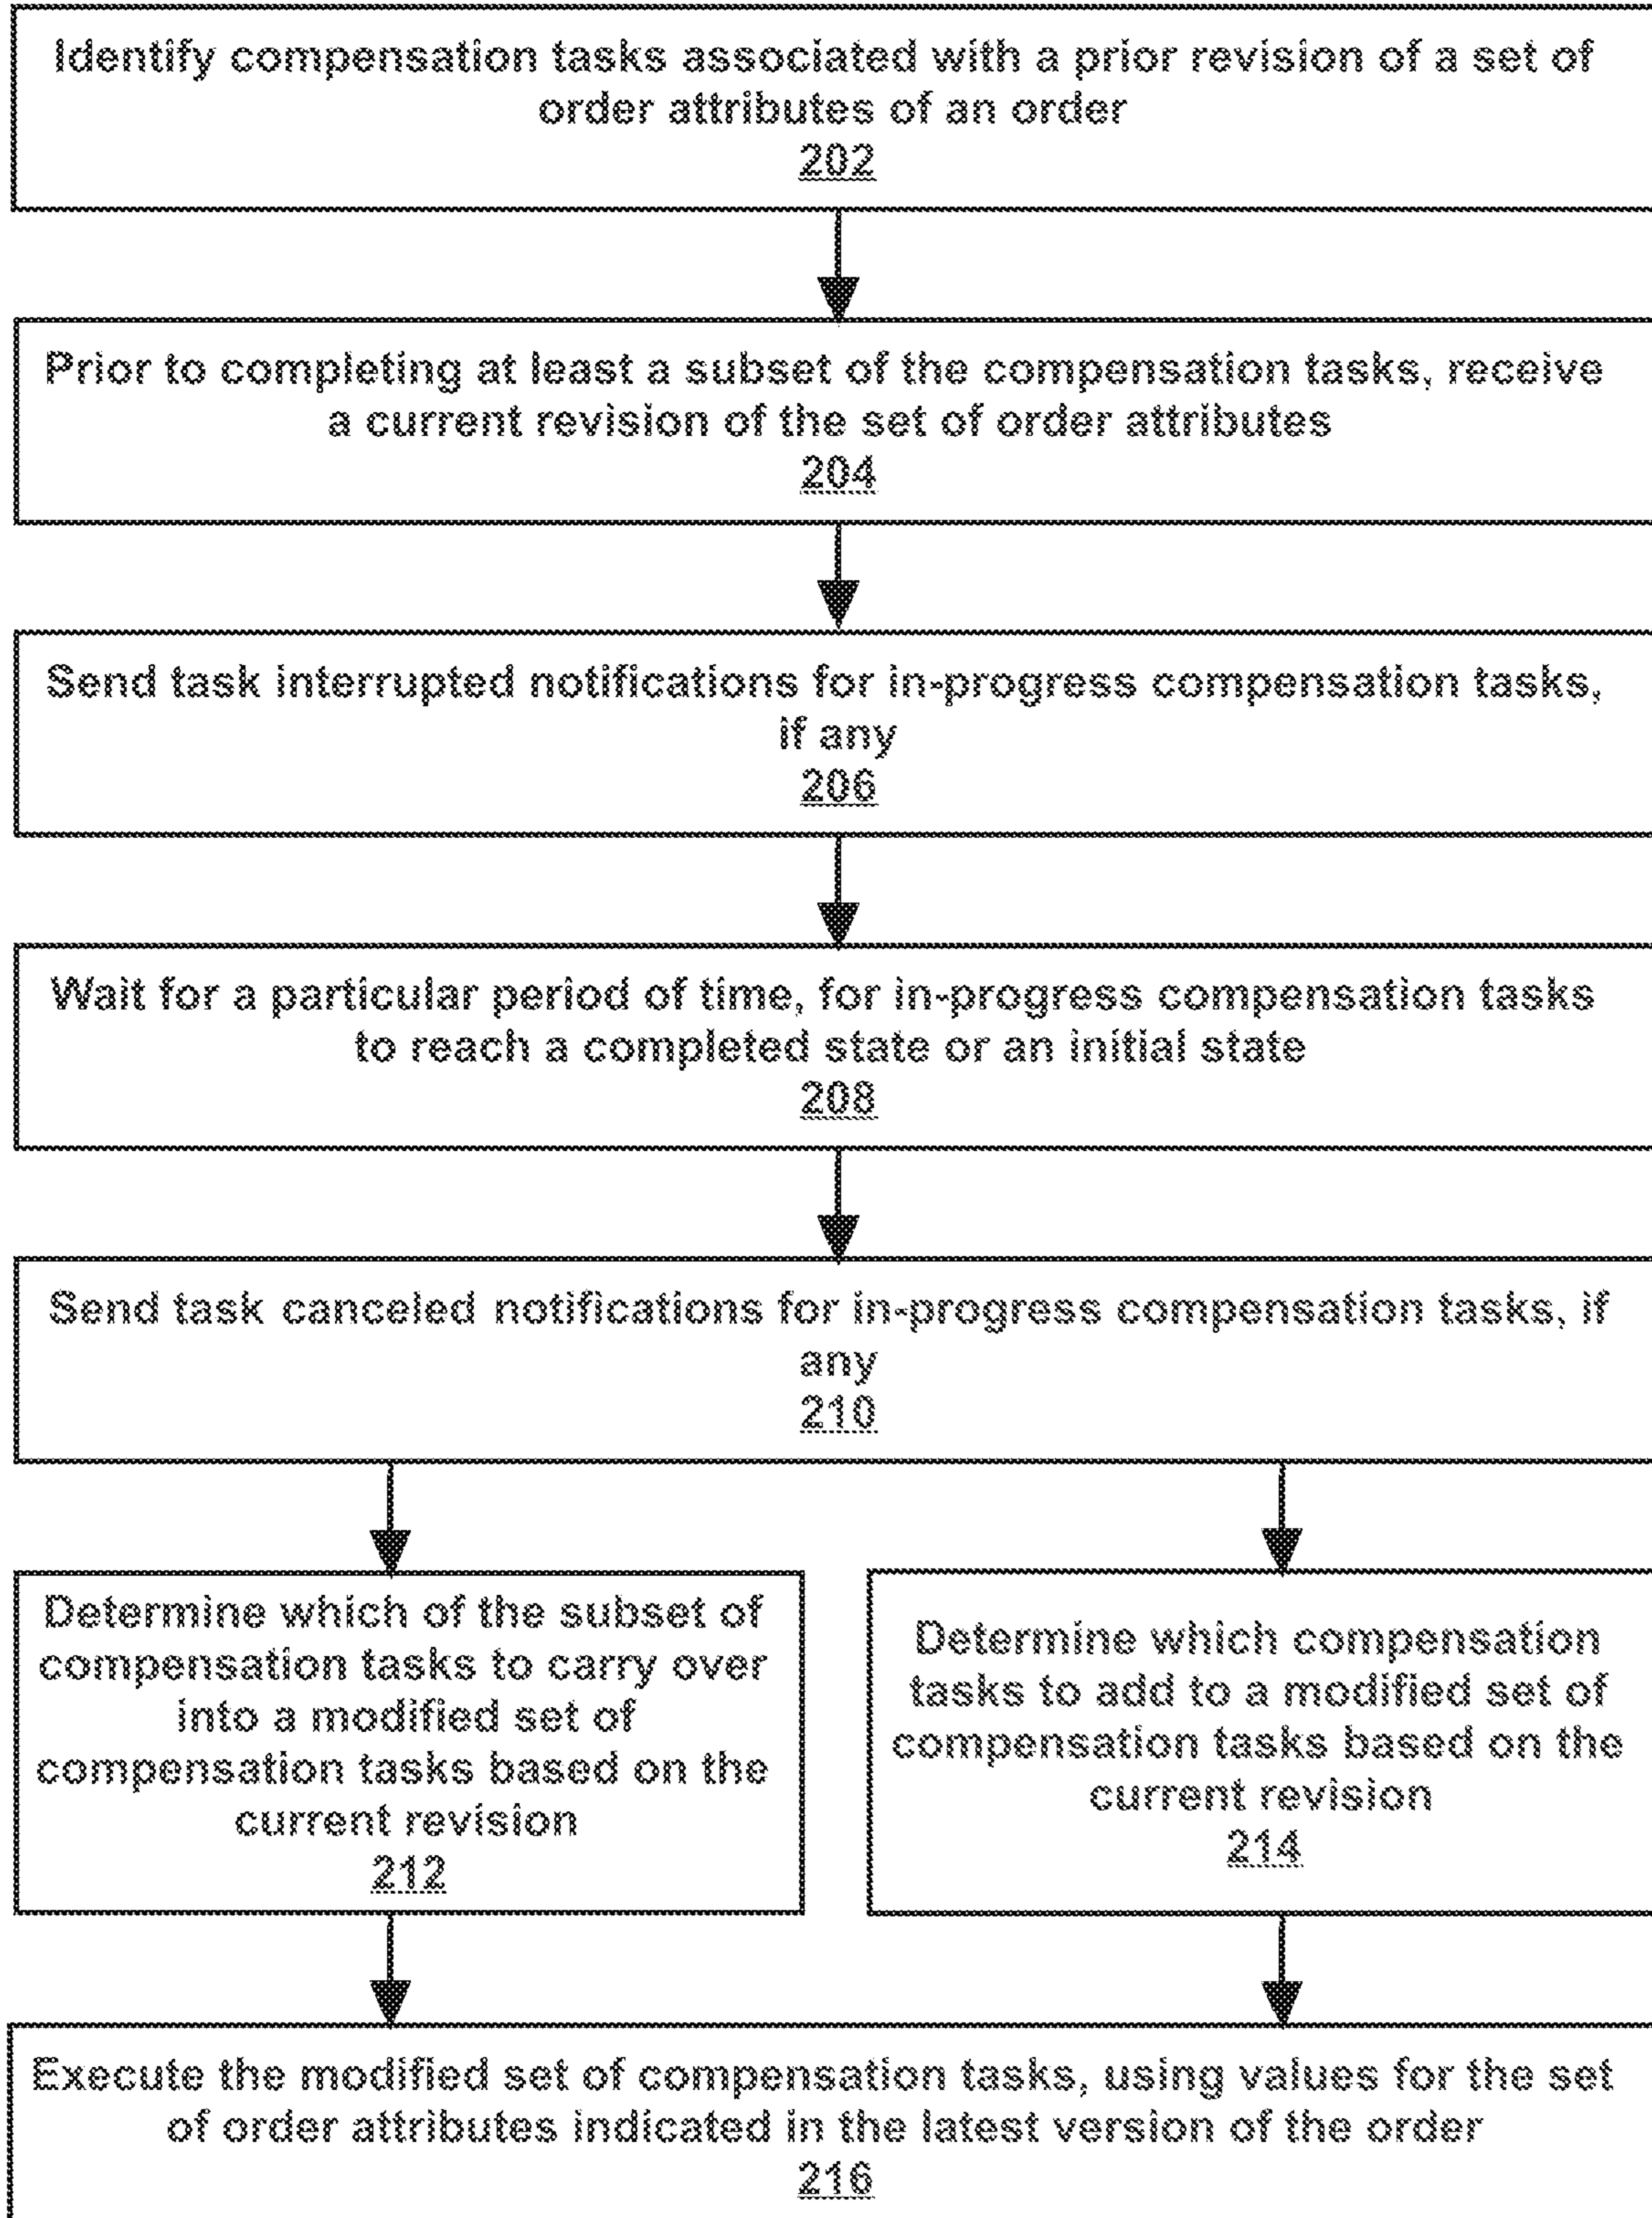 Identify compensation tasks associated with a prior revision of a set of
order attributes of an order
202
Prior to completing at least a subset of the compensation tasks, receive
a current revision of the set of order attributes
204
Send task interrupted notifications for in-progress compensation tasks,
if any
206
Wait for a particular period of time, for in-progress compensation tasks
to reach a completed state or an initial state
208
Send task canceled notifications for in-progress compensation tasks, if
any
210
Determine which of the subset of
compensation tasks to carry over
into a modified set of
compensation tasks based on the
current revision
212
Determine which compensation
tasks to add to a modified set of
compensation tasks based on the
current revision
214
Execute the modified set of compensation tasks, using values for the set
of order attributes indicated in the latest version of the order
216